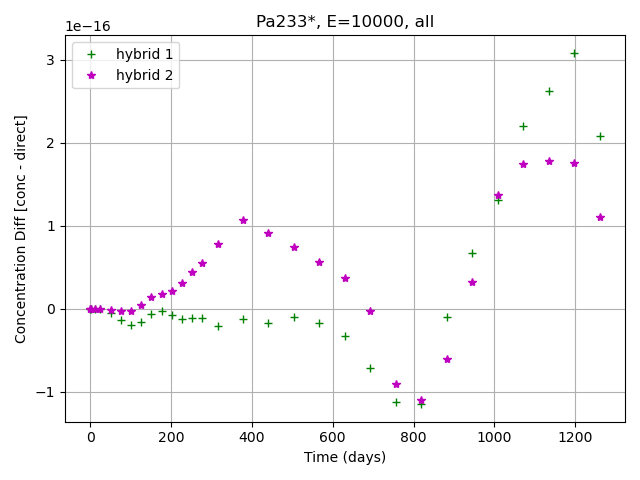 Pa233*, E=10000, all
1e−16
hybrid 1
hybrid 2
Concentration Diff [conc - direct]
3
2
1
0
−1
0 200 400 600 800 1000 1200
Time (days)